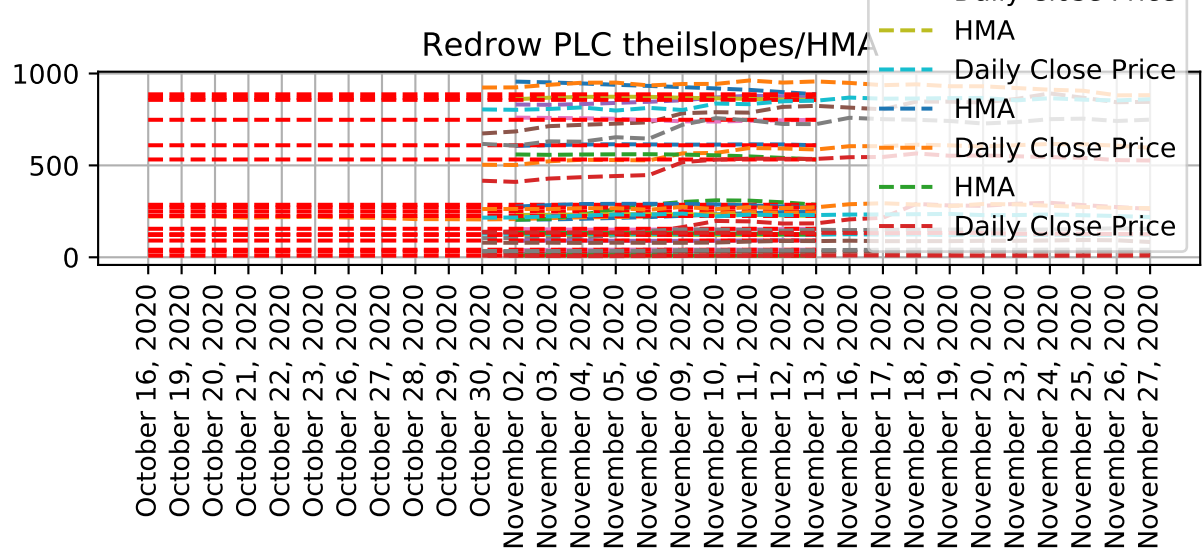 Daily Close Price
HMA
Redrow PLC theilslopes/HMA
Daily Close Price
HMA
Daily Close Price
HMA
Daily Close Price
1000
500
0
October 16, 2020
October 19, 2020
October 20, 2020
October 21, 2020
October 22, 2020
October 23, 2020
October 26, 2020
October 27, 2020
October 28, 2020
October 29, 2020
October 30, 2020
November 02, 2020
November 03, 2020
November 04, 2020
November 05, 2020
November 06, 2020
November 09, 2020
November 10, 2020
November 11, 2020
November 12, 2020
November 13, 2020
November 16, 2020
November 17, 2020
November 18, 2020
November 19, 2020
November 20, 2020
November 23, 2020
November 24, 2020
November 25, 2020
November 26, 2020
November 27, 2020